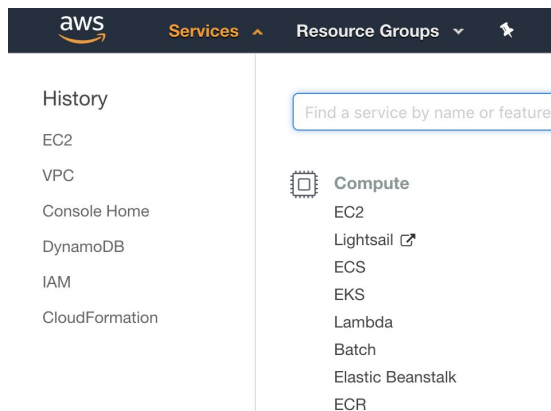 aws
Services
Resource Groups
History
EC2
VPC
Console Home
DynamoDB
IAM
CloudFormation
Find a service by name or feature
Compute
EC2
Lightsail
ECS
EKS
Lambda
Batch
Elastic Beanstalk
ECR